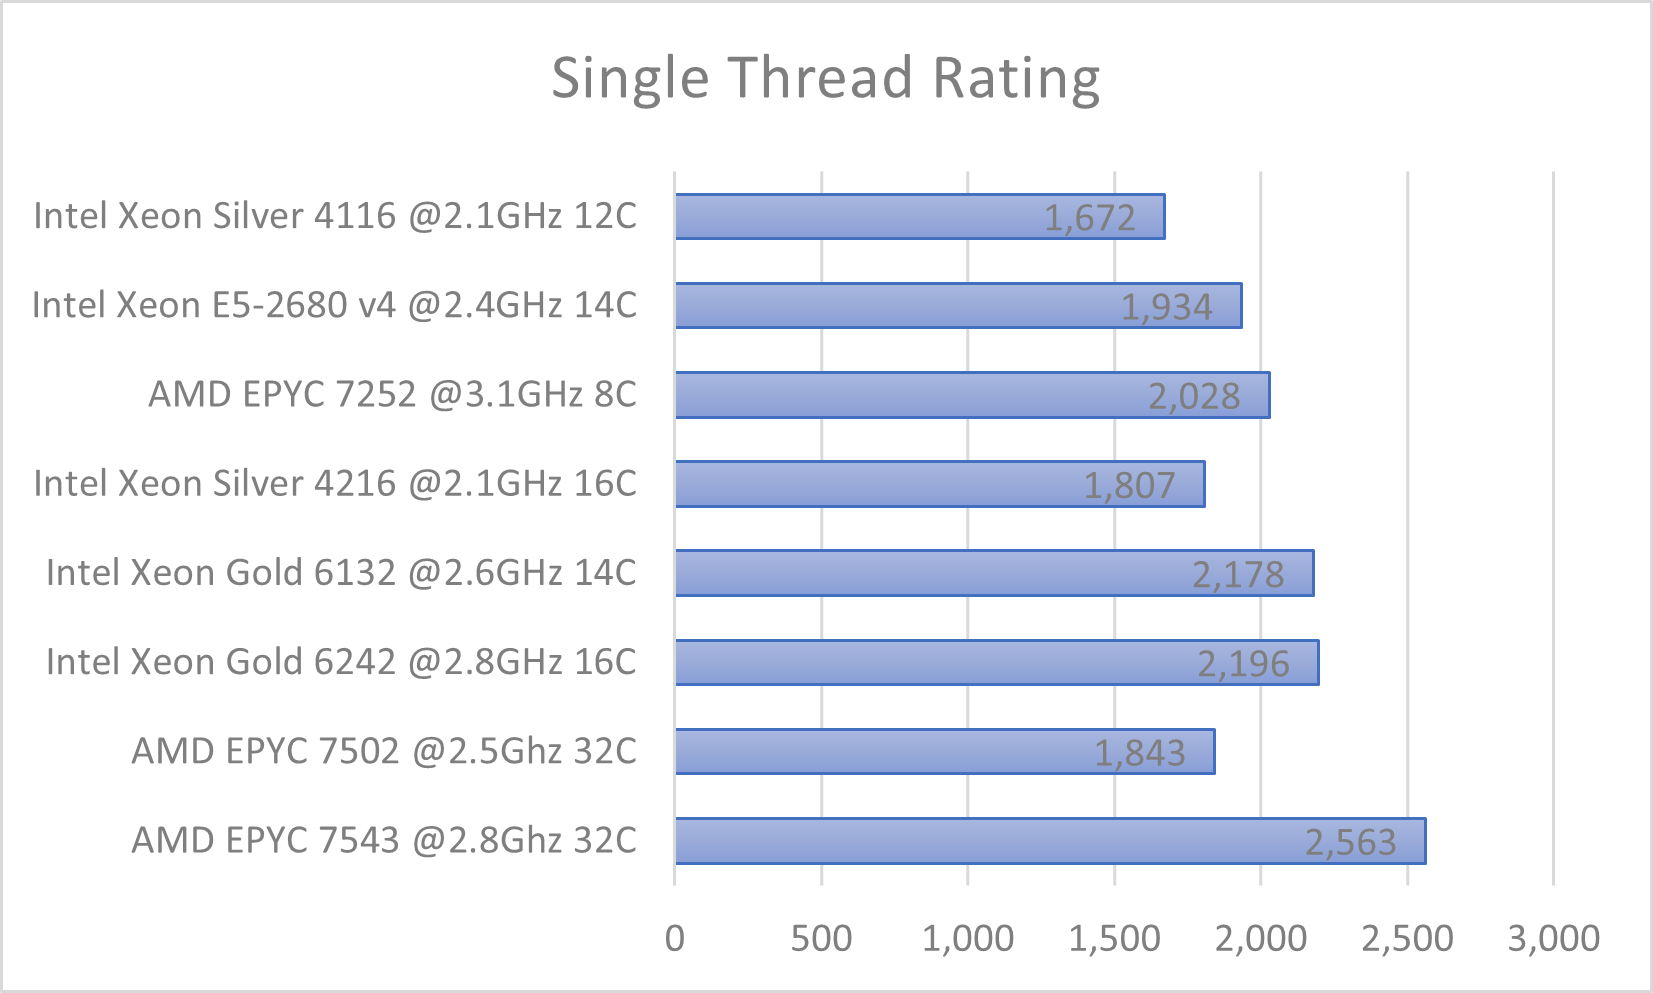 Single Thread Rating
Intel Xeon Silver 4116 @2.1GHz 12C 1,672
Intel Xeon E5-2680 v4 @2.4GHz 14C 1,934
AMD EPYC 7252 @3.1GHz 8C 2,028
Intel Xeon Silver 4216 @2.1GHz 16C 1,807
Intel Xeon Gold 6132 @2.6GHz 14C 2,178
Intel Xeon Gold 6242 @2.8GHz 16C 2,196
AMD EPYC 7502 @2.5Ghz 32C 1,843
AMD EPYC 7543 @2.8Ghz 32C 2,563
0 500 1,000 1,500 2,000 2,500 3,000